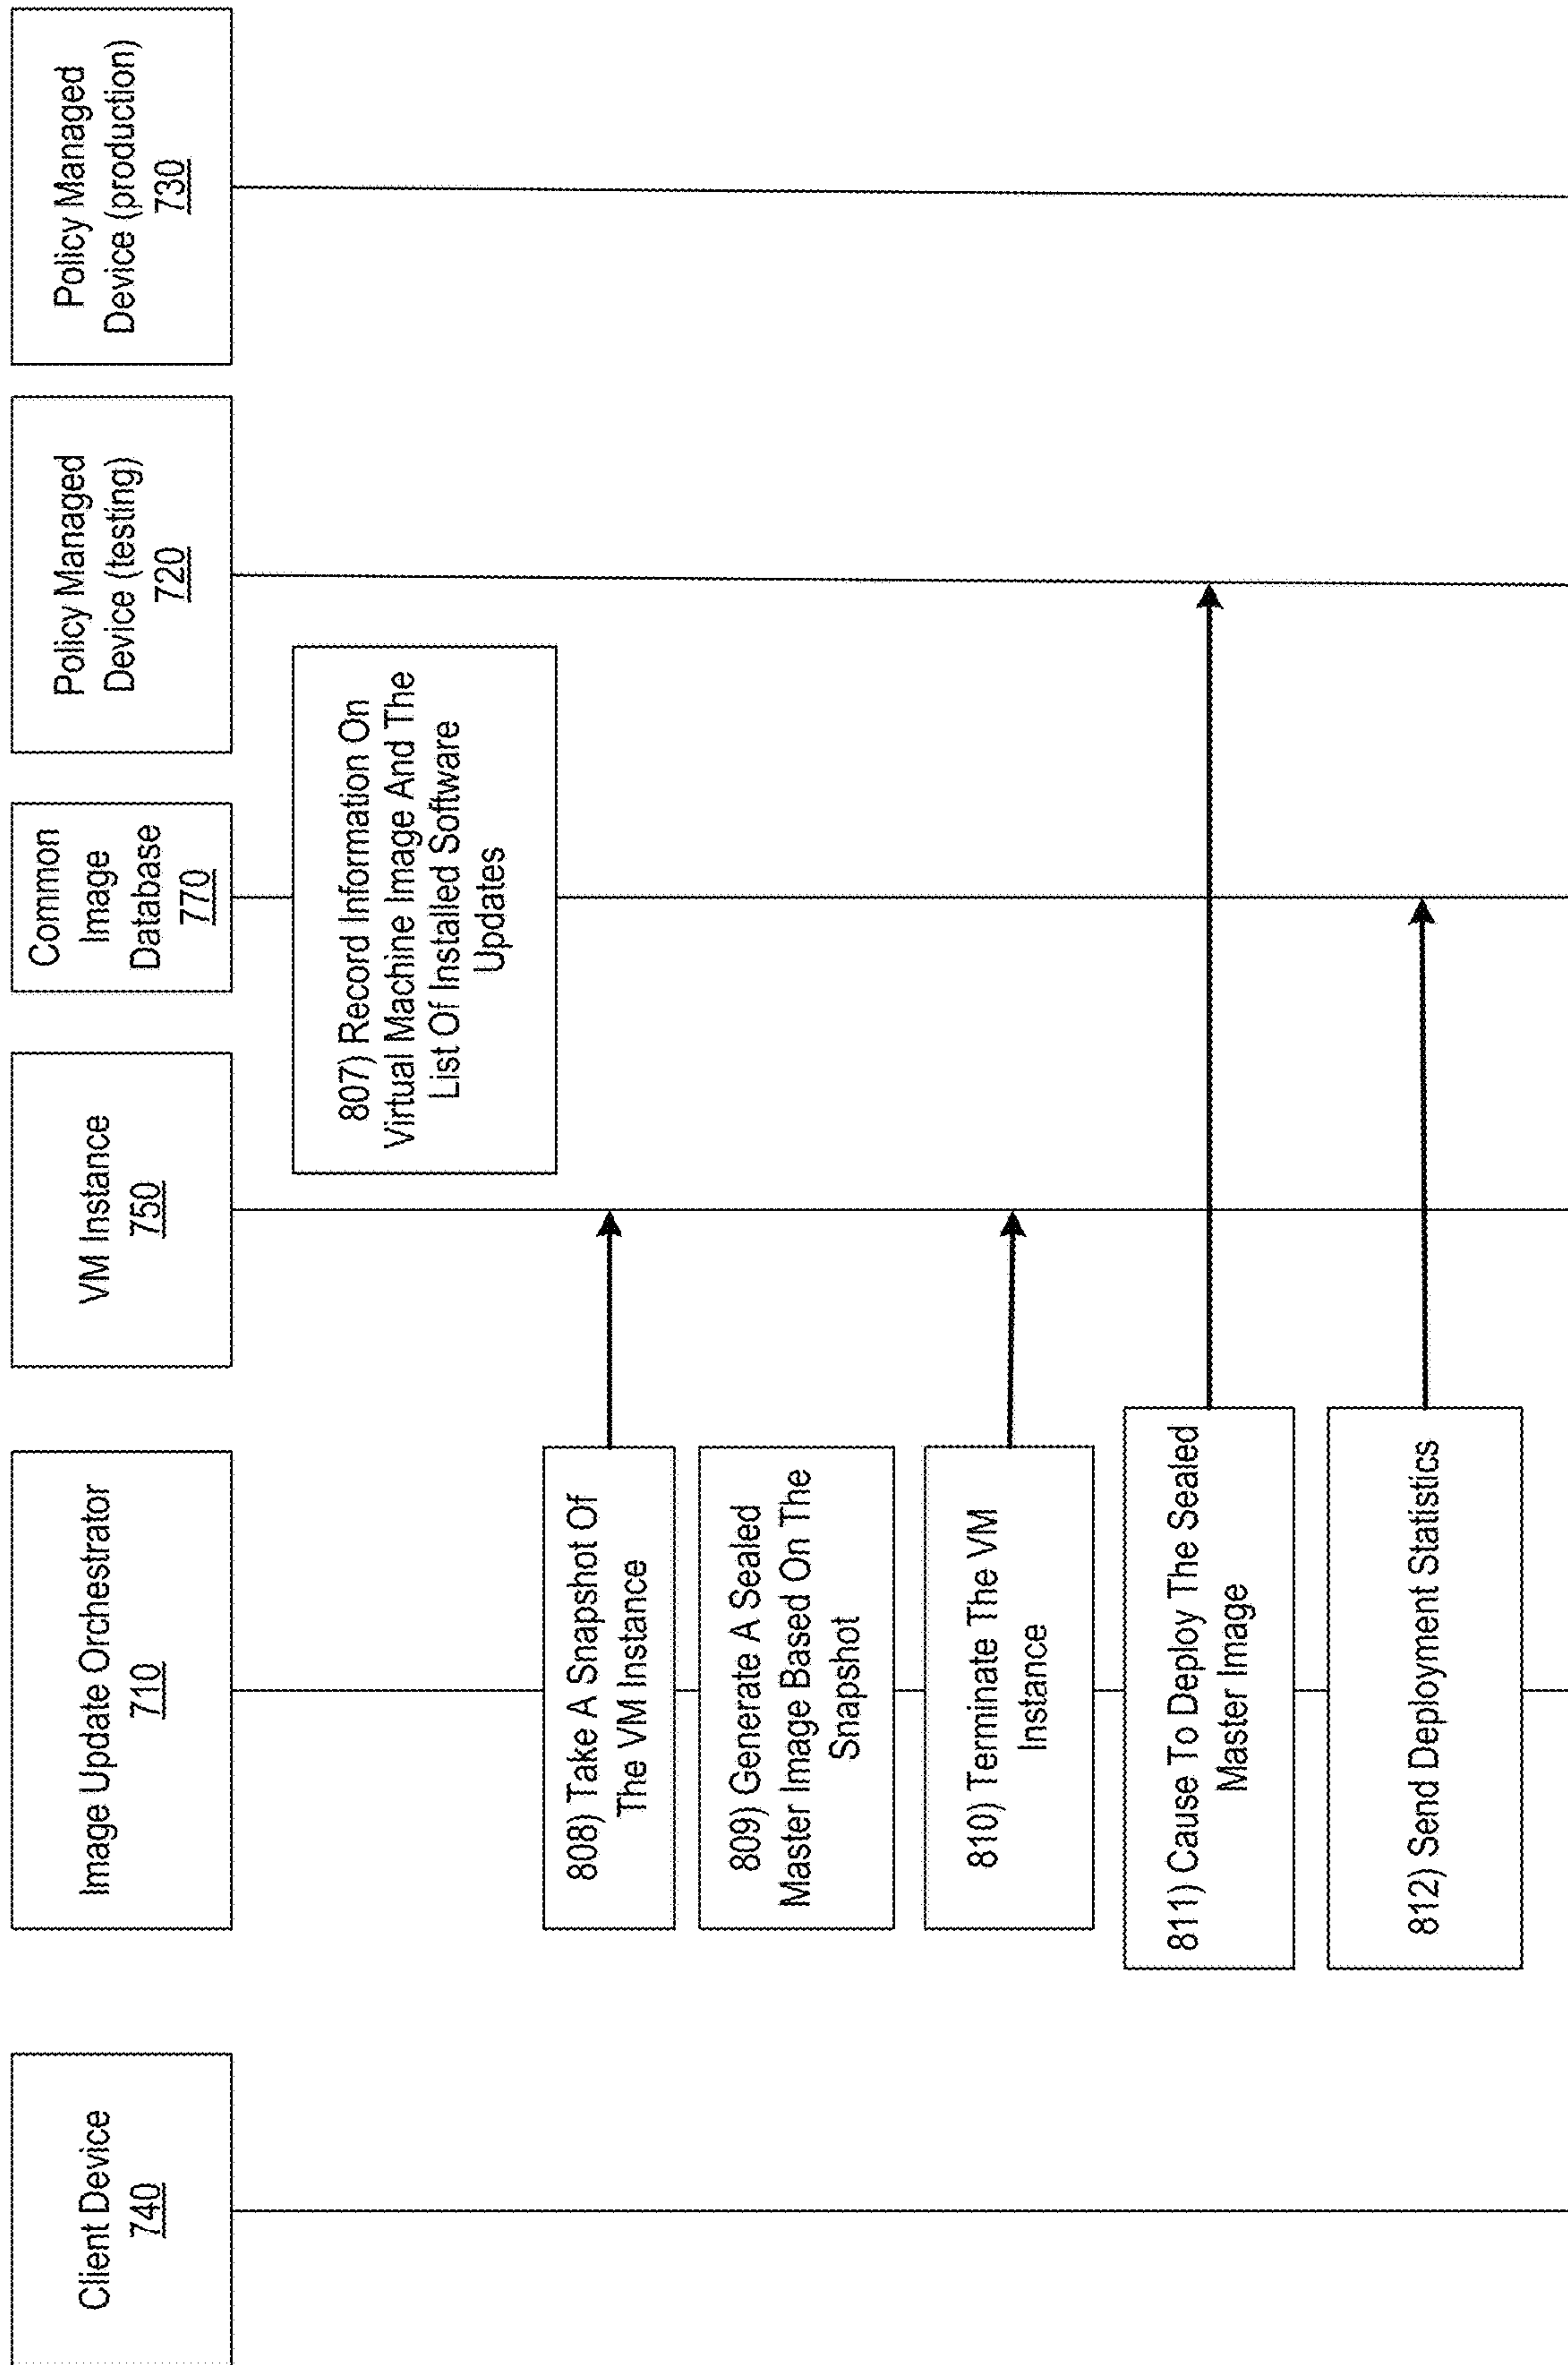 Client Device
740
Image Update Orchestrator
710
VM Instance
750
Common
Image
Database
770
Policy Managed
Device (testing)
720
Policy Managed
Device (production)
730
807) Record Information On
Virtual Machine Image And The
List Of Installed Software
Updates
808) Take A Snapshot Of
The VM Instance
809) Generate A Sealed
Master Image Based On The
Snapshot
810) Terminate The VM
Instance
811) Cause To Deploy The Sealed
Master Image
812) Send Deployment Statistics